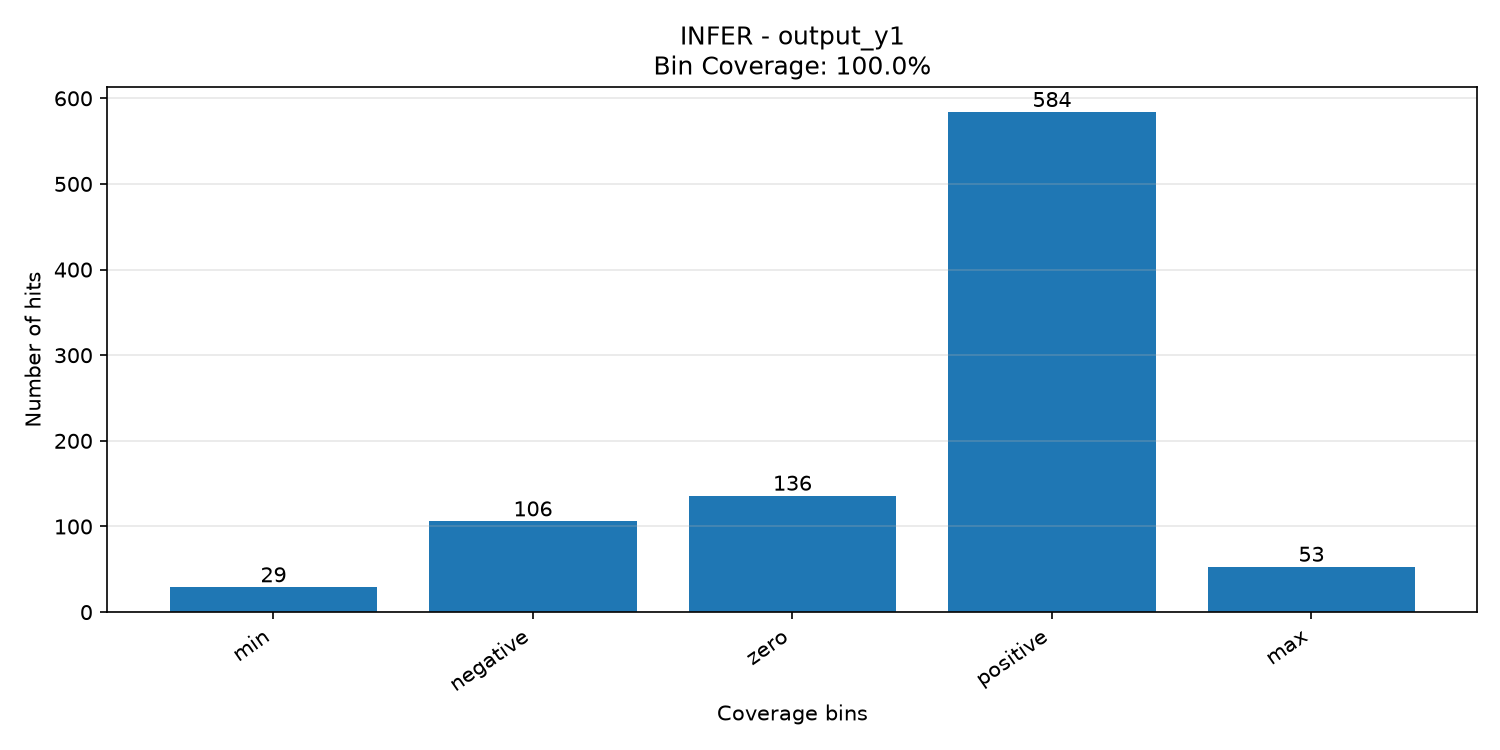 INFER - output_y1
Bin Coverage: 100.0%
600
500
400
300
200
100
0
Number of hits
29
106
136
584
53
min
negative
zero
positive
max
Coverage bins